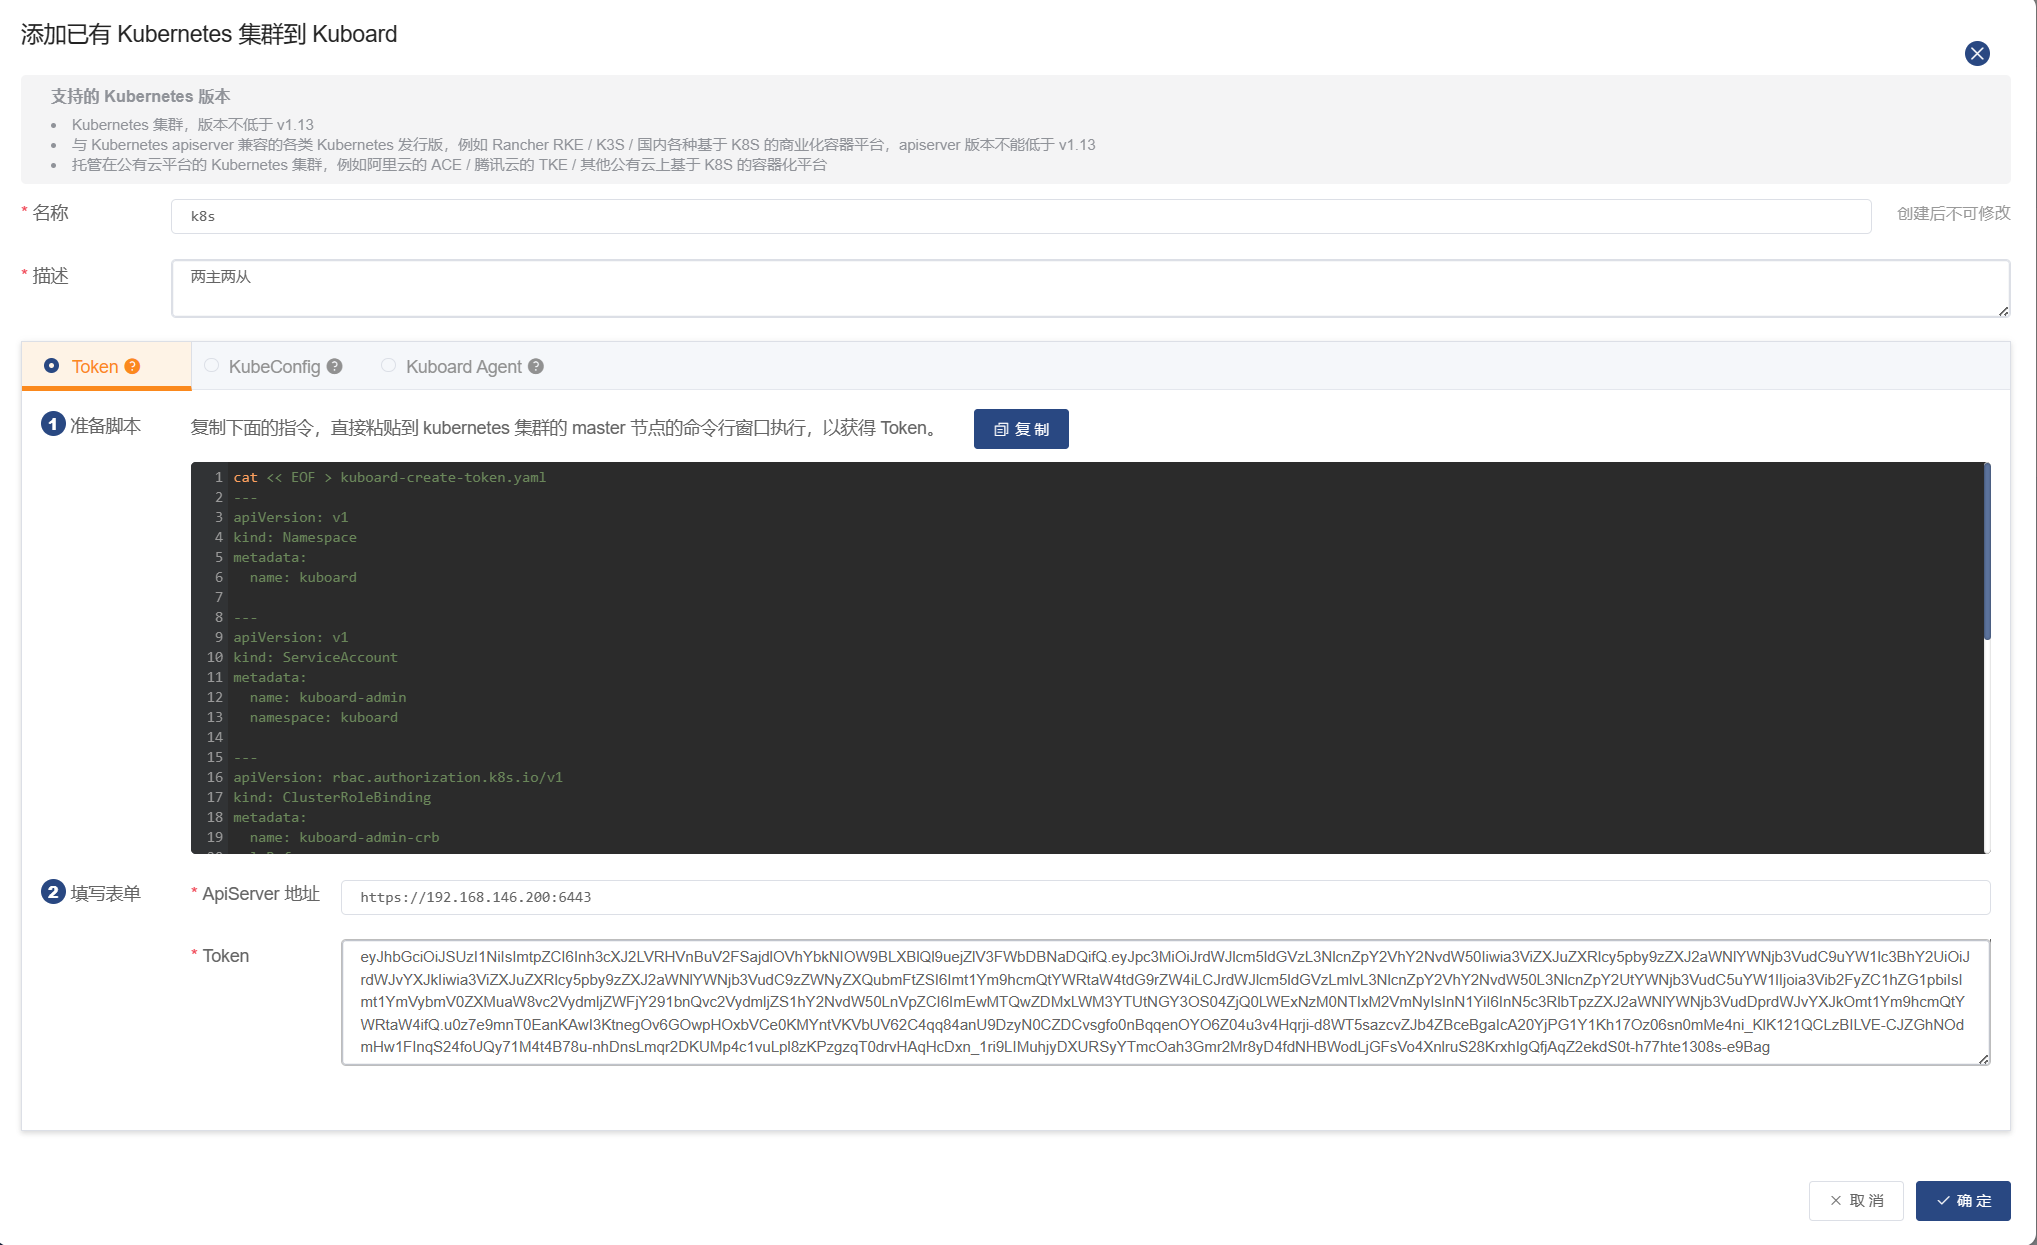 添加已有 Kubernetes 集群到 Kuboard
支持的 Kubernetes 版本
Kubernetes 集群，版本不低于 v1.13
与 Kubernetes apiserver 兼容的各类 Kubernetes 发行版，例如 Rancher RKE / K3S / 国内各种基于 K8S 的商业化容器平台，apiserver 版本不能低于 v1.13
托管在公有云平台的 Kubernetes 集群，例如阿里云的 ACE / 腾讯云的 TKE / 其他公有云上基于 K8S 的容器化平台
* 名称 k8s 创建后不可修改
* 描述 两主两从
Token KubeConfig Kuboard Agent
1 准备脚本 复制下面的指令，直接粘贴到 kubernetes 集群的 master 节点的命令行窗口执行，以获得 Token。 复 制
1 cat << EOF > kuboard-create-token.yaml
2 ---
3 apiVersion: v1
4 kind: Namespace
5 metadata:
6 name: kuboard
7
8 ---
9 apiVersion: v1
10 kind: ServiceAccount
11 metadata:
12 name: kuboard-admin
13 namespace: kuboard
14
15 ---
16 apiVersion: rbac.authorization.k8s.io/v1
17 kind: ClusterRoleBinding
18 metadata:
19 name: kuboard-admin-crb
2 填写表单 * ApiServer 地址 https://192.168.146.200:6443
* Token
取 消 确 定